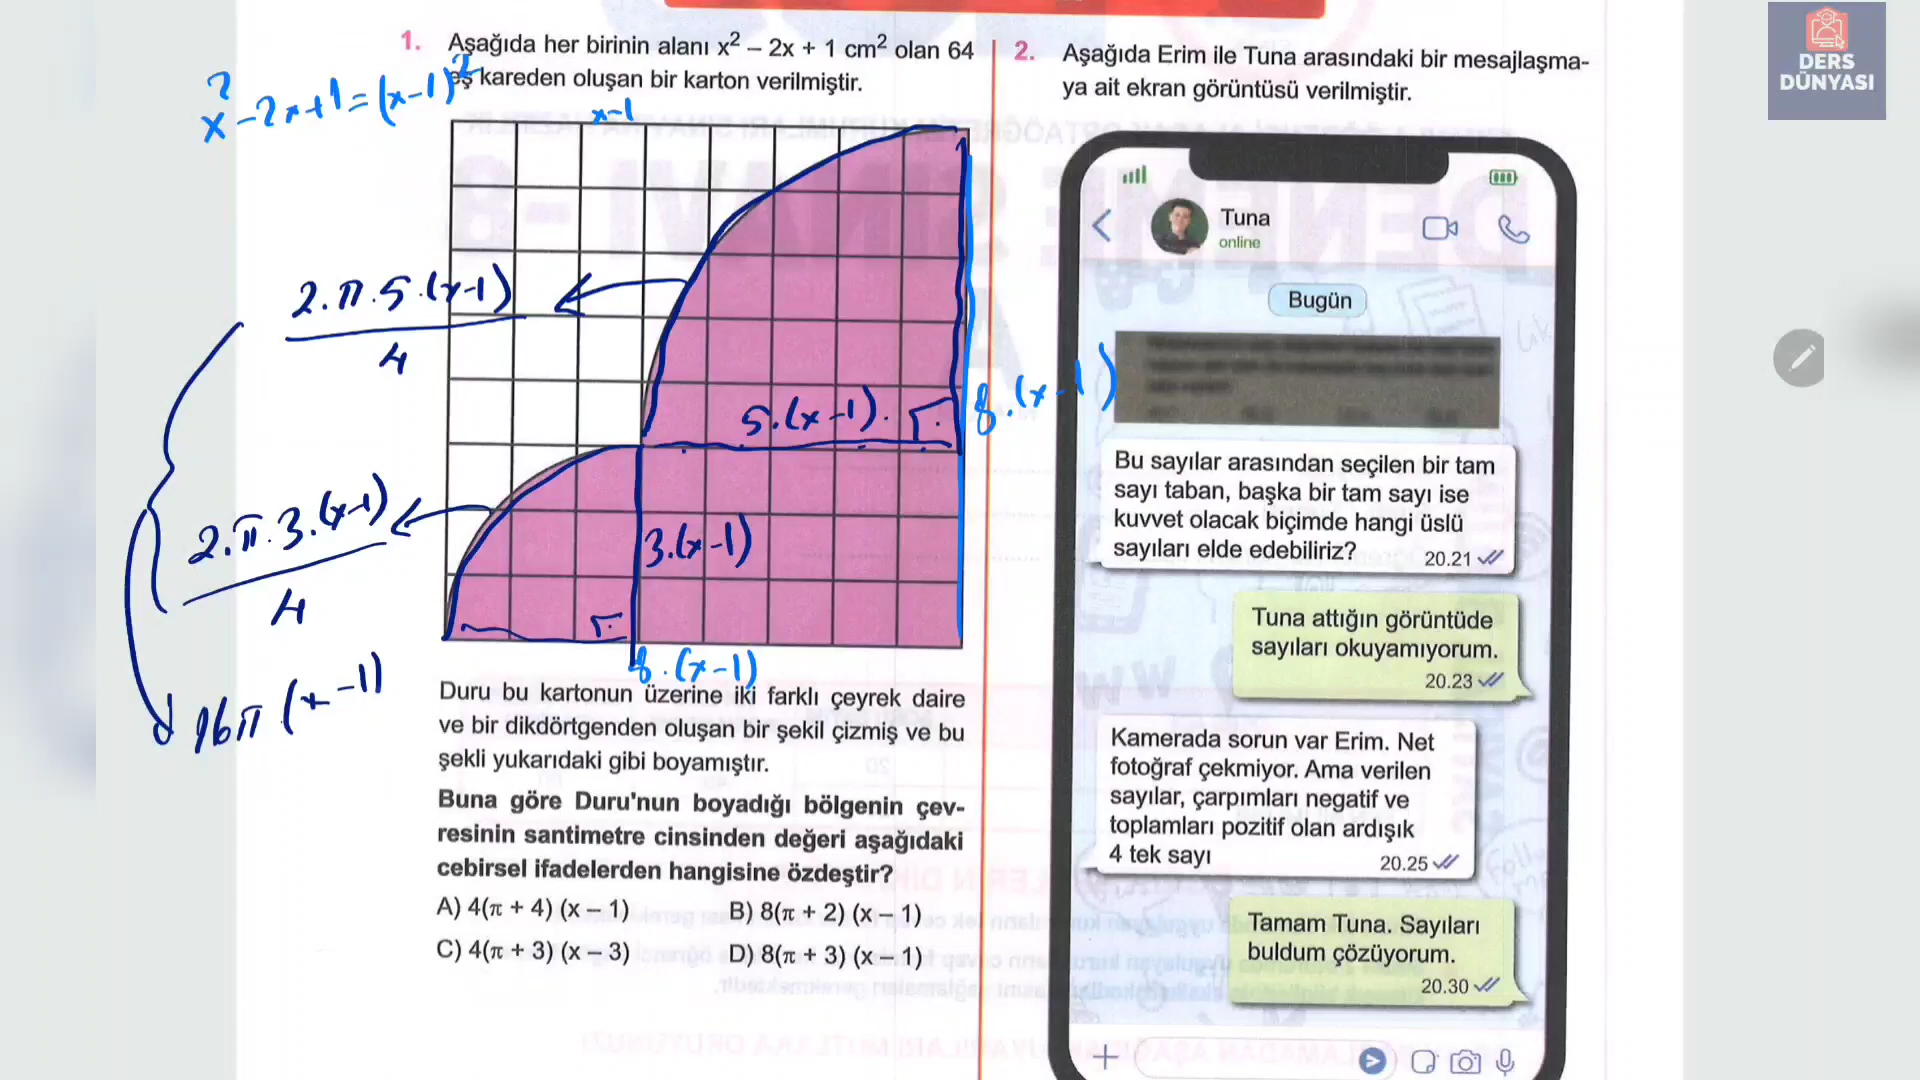 DERS
DÜNYASI
1. Aşağıda her birinin alanı x² – 2x + 1 cm² olan 64
eş kareden oluşan bir karton verilmiştir.
x² - 2x + 1 = (x-1)²
x-1
2.π.5.(x-1)
4
5.(x-1).
8.(x-1)
2.π.3.(x-1)
4
3.(x-1)
8.(x-1)
16π(x-1)
Duru bu kartonun üzerine iki farklı çeyrek daire
ve bir dikdörtgenden oluşan bir şekil çizmiş ve bu
şekli yukarıdaki gibi boyamıştır.
Buna göre Duru'nun boyadığı bölgenin çev-
resinin santimetre cinsinden değeri aşağıdaki
cebirsel ifadelerden hangisine özdeştir?
A) 4(π + 4) (x – 1) B) 8(π + 2) (x – 1)
C) 4(π + 3) (x – 3) D) 8(π + 3) (x – 1)
2. Aşağıda Erim ile Tuna arasındaki bir mesajlaşma-
ya ait ekran görüntüsü verilmiştir.
Tuna
online
Bugün
Bu sayılar arasından seçilen bir tam
sayı taban, başka bir tam sayı ise
kuvvet olacak biçimde hangi üslü
sayıları elde edebiliriz?
20.21
Tuna attığın görüntüde
sayıları okuyamıyorum.
20.23
Kamerada sorun var Erim. Net
fotoğraf çekmiyor. Ama verilen
sayılar, çarpımları negatif ve
toplamları pozitif olan ardışık
4 tek sayı
20.25
Tamam Tuna. Sayıları
buldum çözüyorum.
20.30